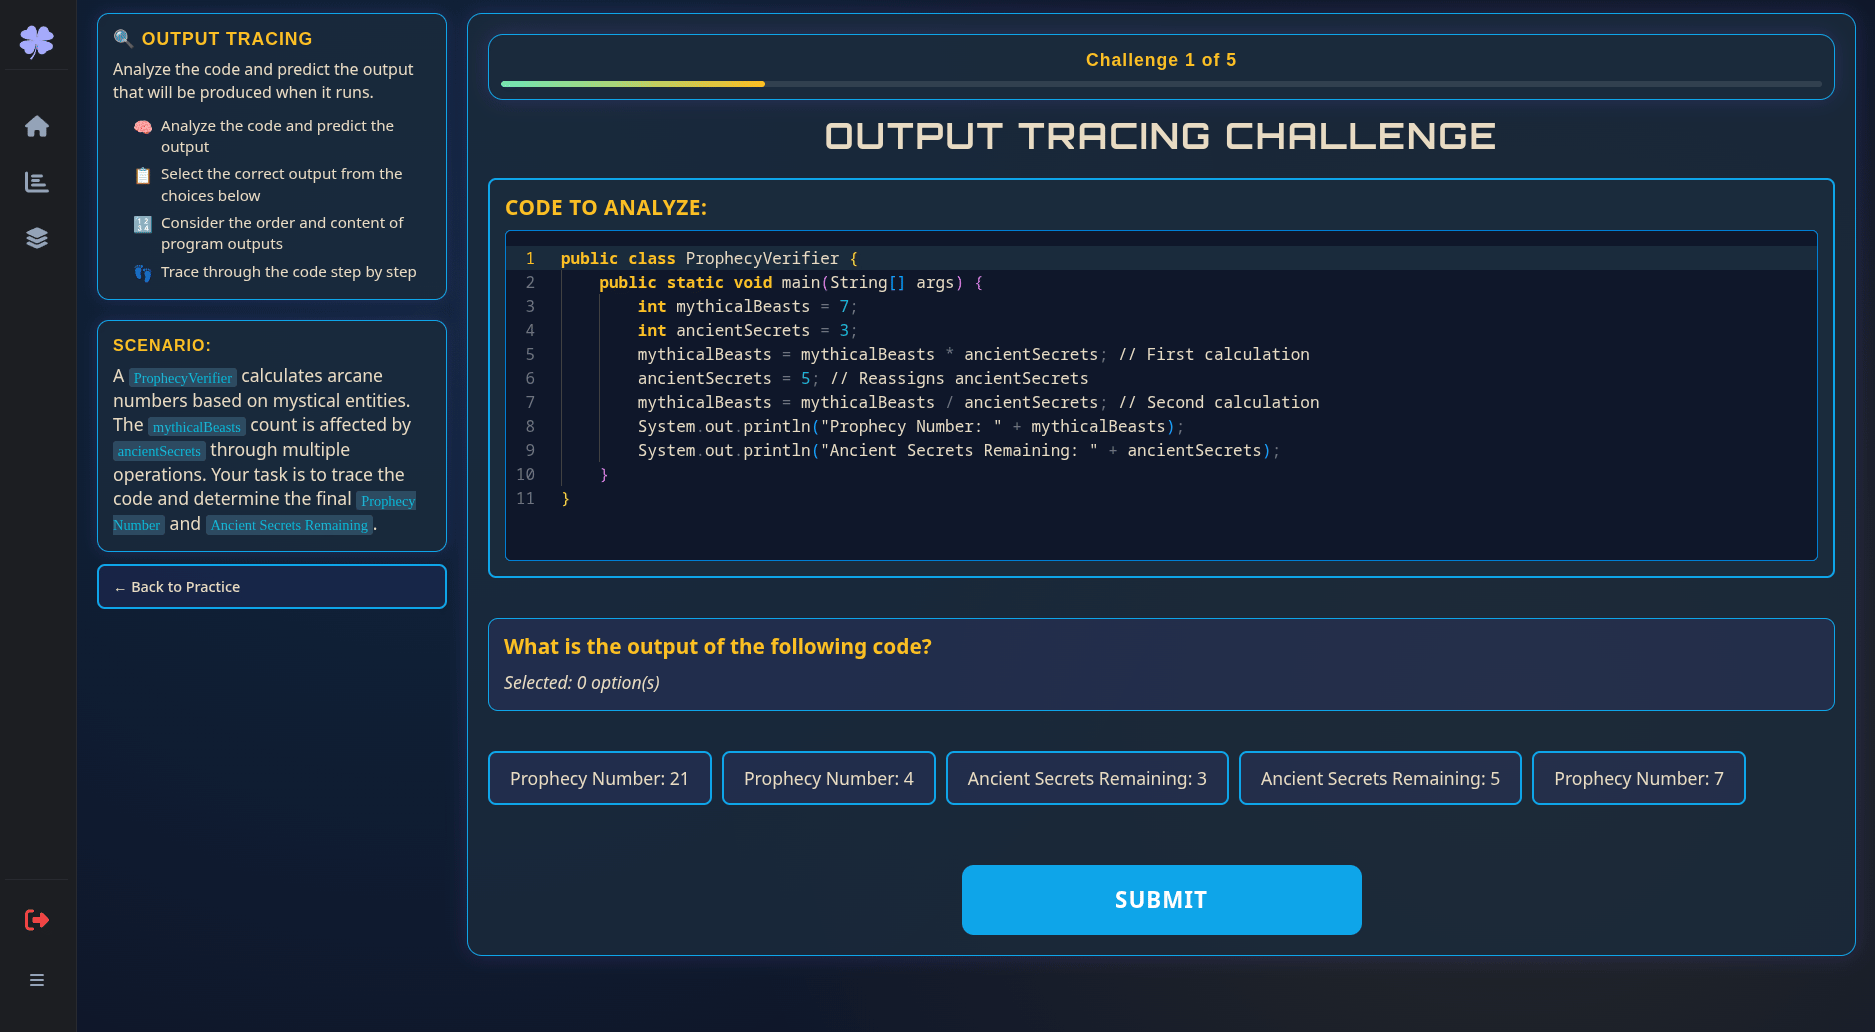 🔍 OUTPUT TRACING
Analyze the code and predict the output
that will be produced when it runs.
🧠 Analyze the code and predict the
output
📋 Select the correct output from the
choices below
🔢 Consider the order and content of
program outputs
👣 Trace through the code step by step
SCENARIO:
A ProphecyVerifier calculates arcane
numbers based on mystical entities.
The mythicalBeasts count is affected by
ancientSecrets through multiple
operations. Your task is to trace the
code and determine the final Prophecy
Number and Ancient Secrets Remaining.
← Back to Practice
Challenge 1 of 5
OUTPUT TRACING CHALLENGE
CODE TO ANALYZE:
1 public class ProphecyVerifier {
2     public static void main(String[] args) {
3         int mythicalBeasts = 7;
4         int ancientSecrets = 3;
5         mythicalBeasts = mythicalBeasts * ancientSecrets; // First calculation
6         ancientSecrets = 5; // Reassigns ancientSecrets
7         mythicalBeasts = mythicalBeasts / ancientSecrets; // Second calculation
8         System.out.println("Prophecy Number: " + mythicalBeasts);
9         System.out.println("Ancient Secrets Remaining: " + ancientSecrets);
10     }
11 }
What is the output of the following code?
Selected: 0 option(s)
Prophecy Number: 21
Prophecy Number: 4
Ancient Secrets Remaining: 3
Ancient Secrets Remaining: 5
Prophecy Number: 7
SUBMIT